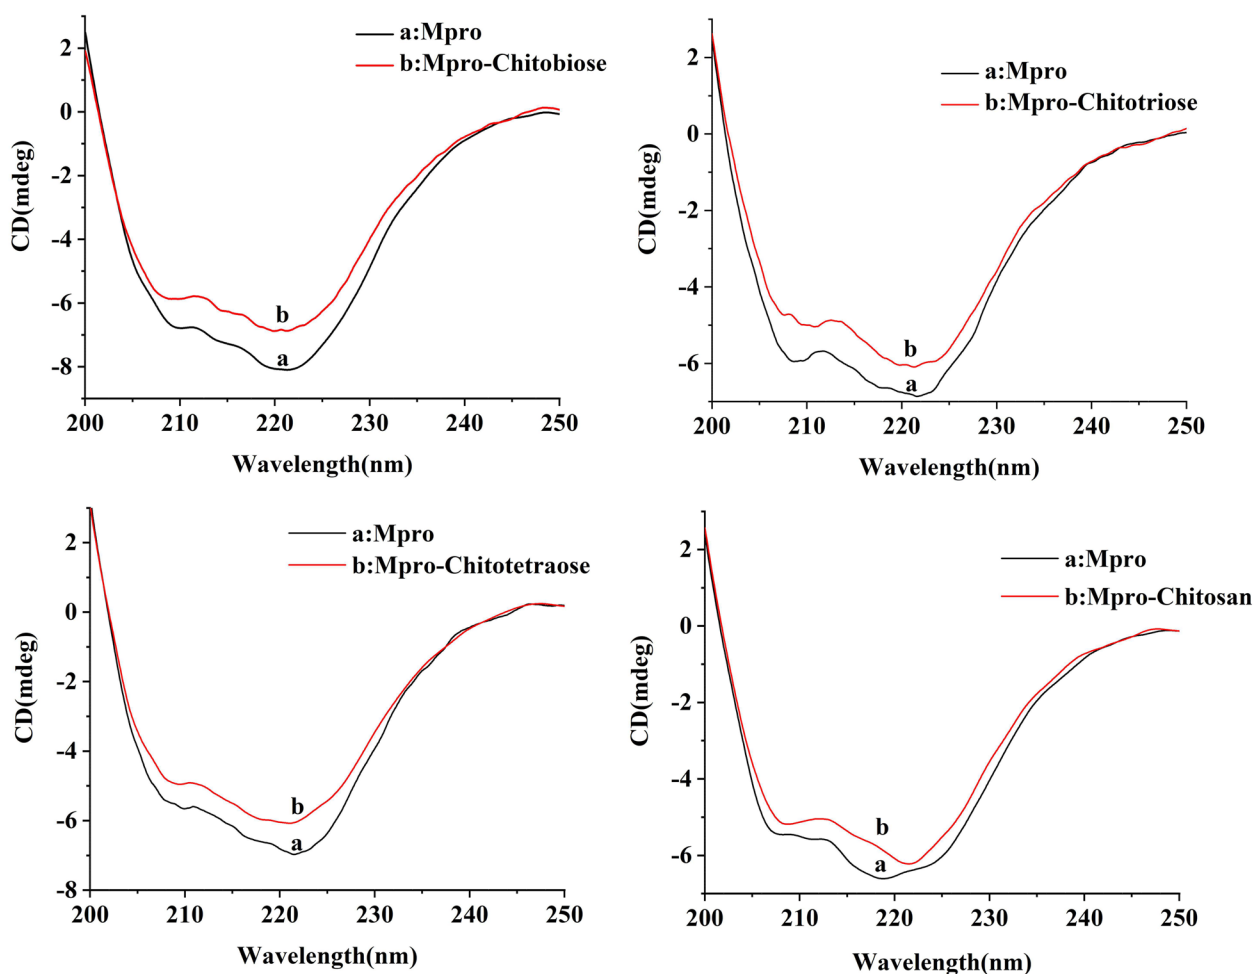 a:Mpro
b:Mpro-Chitobiose
CD(mdeg)
2
0
-2
-4
-6
-8
b
a
200 210 220 230 240 250
Wavelength(nm)
a:Mpro
b:Mpro-Chitotriose
CD(mdeg)
2
0
-2
-4
-6
b
a
200 210 220 230 240 250
Wavelength(nm)
a:Mpro
b:Mpro-Chitotetraose
CD(mdeg)
2
0
-2
-4
-6
-8
b
a
200 210 220 230 240 250
Wavelength(nm)
a:Mpro
b:Mpro-Chitosan
CD(mdeg)
2
0
-2
-4
-6
b
a
200 210 220 230 240 250
Wavelength(nm)